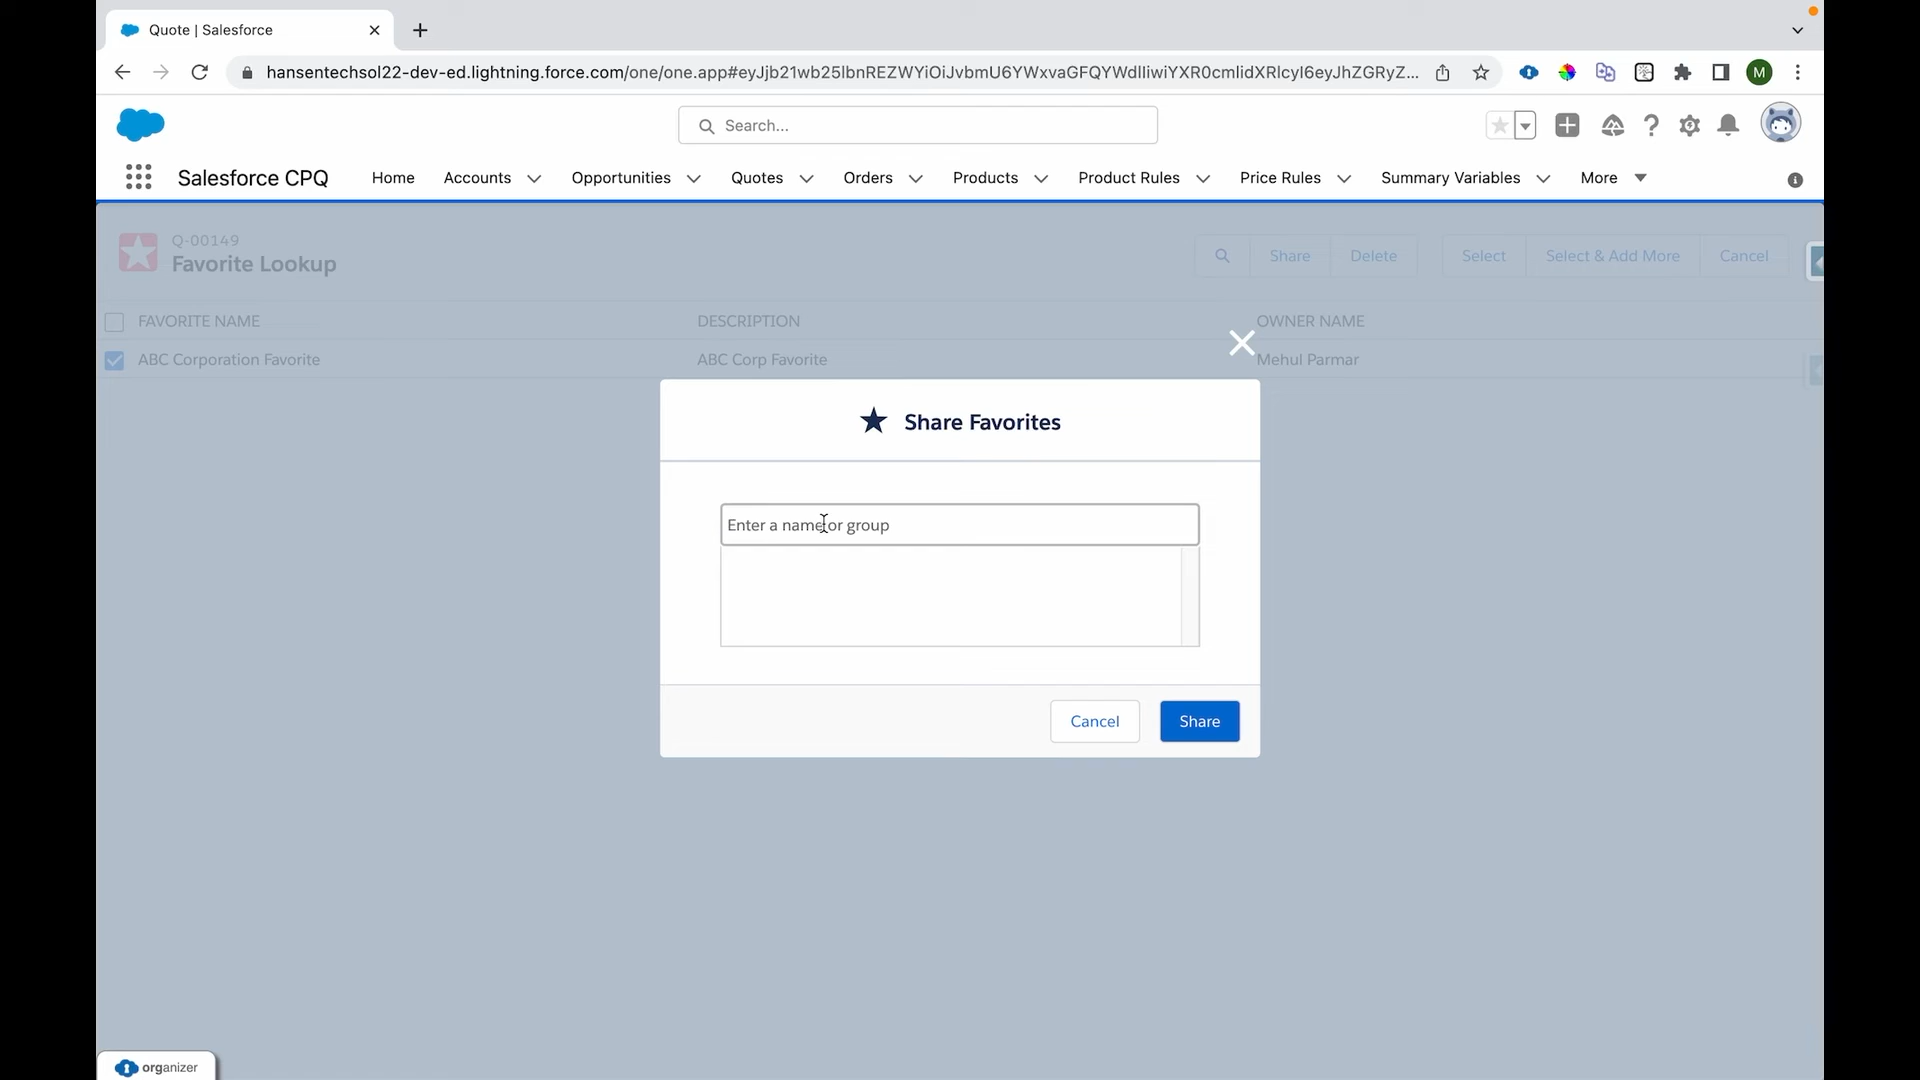 Quote | Salesforce
hansentechsol22-dev-ed.lightning.force.com/one/one.app#eyJjb21wb25lbnREZWYiOiJvbmU6YWxvaGFQYWdlIiwiYXR0cmlidXRlcyI6eyJhZGRyZ...
M
Search...
Salesforce CPQ Home Accounts Opportunities Quotes Orders Products Product Rules Price Rules Summary Variables More
Q-00149
Favorite Lookup
Share Delete Select Select & Add More Cancel
FAVORITE NAME DESCRIPTION OWNER NAME
ABC Corporation Favorite ABC Corp Favorite Mehul Parmar
Share Favorites
Enter a name or group
Cancel Share
organizer